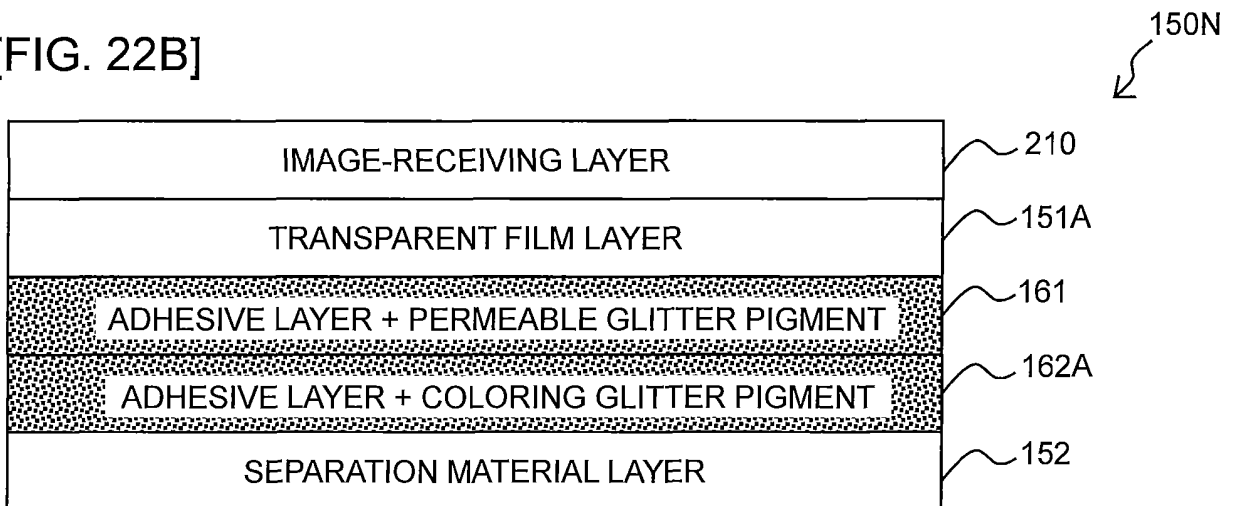 150N
[FIG. 22B]
IMAGE-RECEIVING LAYER 210
TRANSPARENT FILM LAYER 151A
ADHESIVE LAYER + PERMEABLE GLITTER PIGMENT 161
ADHESIVE LAYER + COLORING GLITTER PIGMENT 162A
SEPARATION MATERIAL LAYER 152